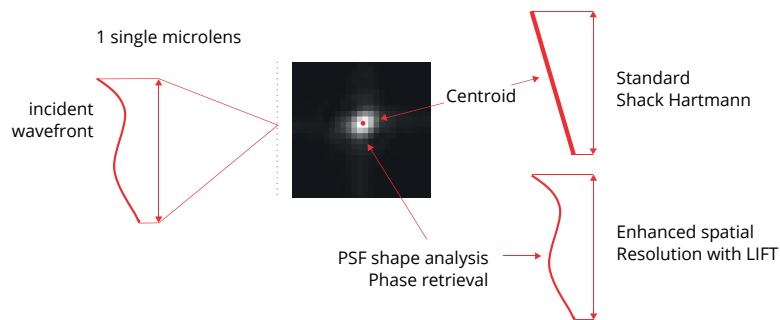 1 single microlens
incident
wavefront
Centroid
Standard
Shack Hartmann
PSF shape analysis
Phase retrieval
Enhanced spatial
Resolution with LIFT